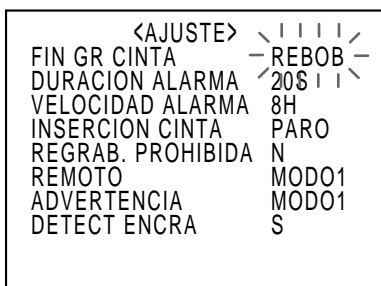 <AJUSTE>
FIN GR CINTA REBOB
DURACION ALARMA 20S
VELOCIDAD ALARMA 8H
INSERCION CINTA PARO
REGRAB. PROHIBIDA N
REMOTO MODO1
ADVERTENCIA MODO1
DETECT ENCRA S